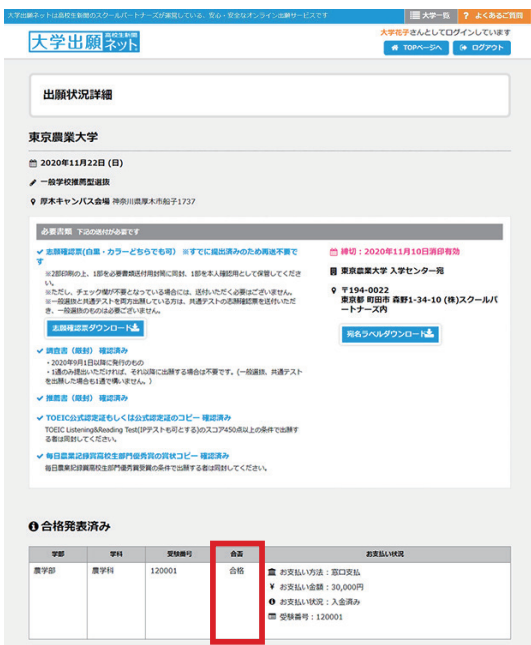 大学出願ネットは高校生新聞のスクールパートナーズが運営している、安心・安全なオンライン出願サービスです
大学一覧
? よくあるご質問
大学出願ネット
高校生新聞
大学花子さんとしてログインしています
TOPページへ
ログアウト
出願状況詳細
東京農業大学
2020年11月22日 (日)
一般学校推薦型選抜
厚木キャンパス会場 神奈川県厚木市船子1737
必要書類 下記の送付が必要です
志願確認票(白黒・カラーどちらでも可) ※すでに提出済みのため再送不要で
す
※2部印刷の上、1部を必要書類送付用封筒に同封、1部を本人確認用として保管してくださ
い。
※ただし、チェック欄が不要となっている場合には、送付いただく必要はございません。
※一般選抜と共通テストを両方出願している方は、共通テストの志願確認票を送付いただ
き、一般選抜のものは必要ございません。
志願確認票ダウンロード
調査書（厳封） 確認済み
・2020年9月1日以降に発行のもの
・1通のみ提出いただければ、それ以降に出願する場合は不要です。(一般選抜、共通テスト
を出願した場合も1通で構いません。)
推薦書（厳封） 確認済み
TOEIC公式認定証もしくは公式認定証のコピー 確認済み
TOEIC Listening&Reading Test(IPテストも可とする)のスコア450点以上の条件で出願す
る者は同封してください。
毎日農業記録賞高校生部門優秀賞の賞状コピー 確認済み
毎日農業記録賞高校生部門優秀賞受賞の条件で出願する者は同封してください。
締切：2020年11月10日消印有効
東京農業大学 入学センター宛
〒194-0022
東京都 町田市 森野1-34-10 (株)スクールパ
ートナーズ内
宛名ラベルダウンロード
合格発表済み
学部 学科 受験番号 合否 お支払い状況
農学部 農学科 120001 合格 お支払い方法：窓口支払
¥ お支払い金額：30,000円
お支払い状況：入金済み
受験番号：120001